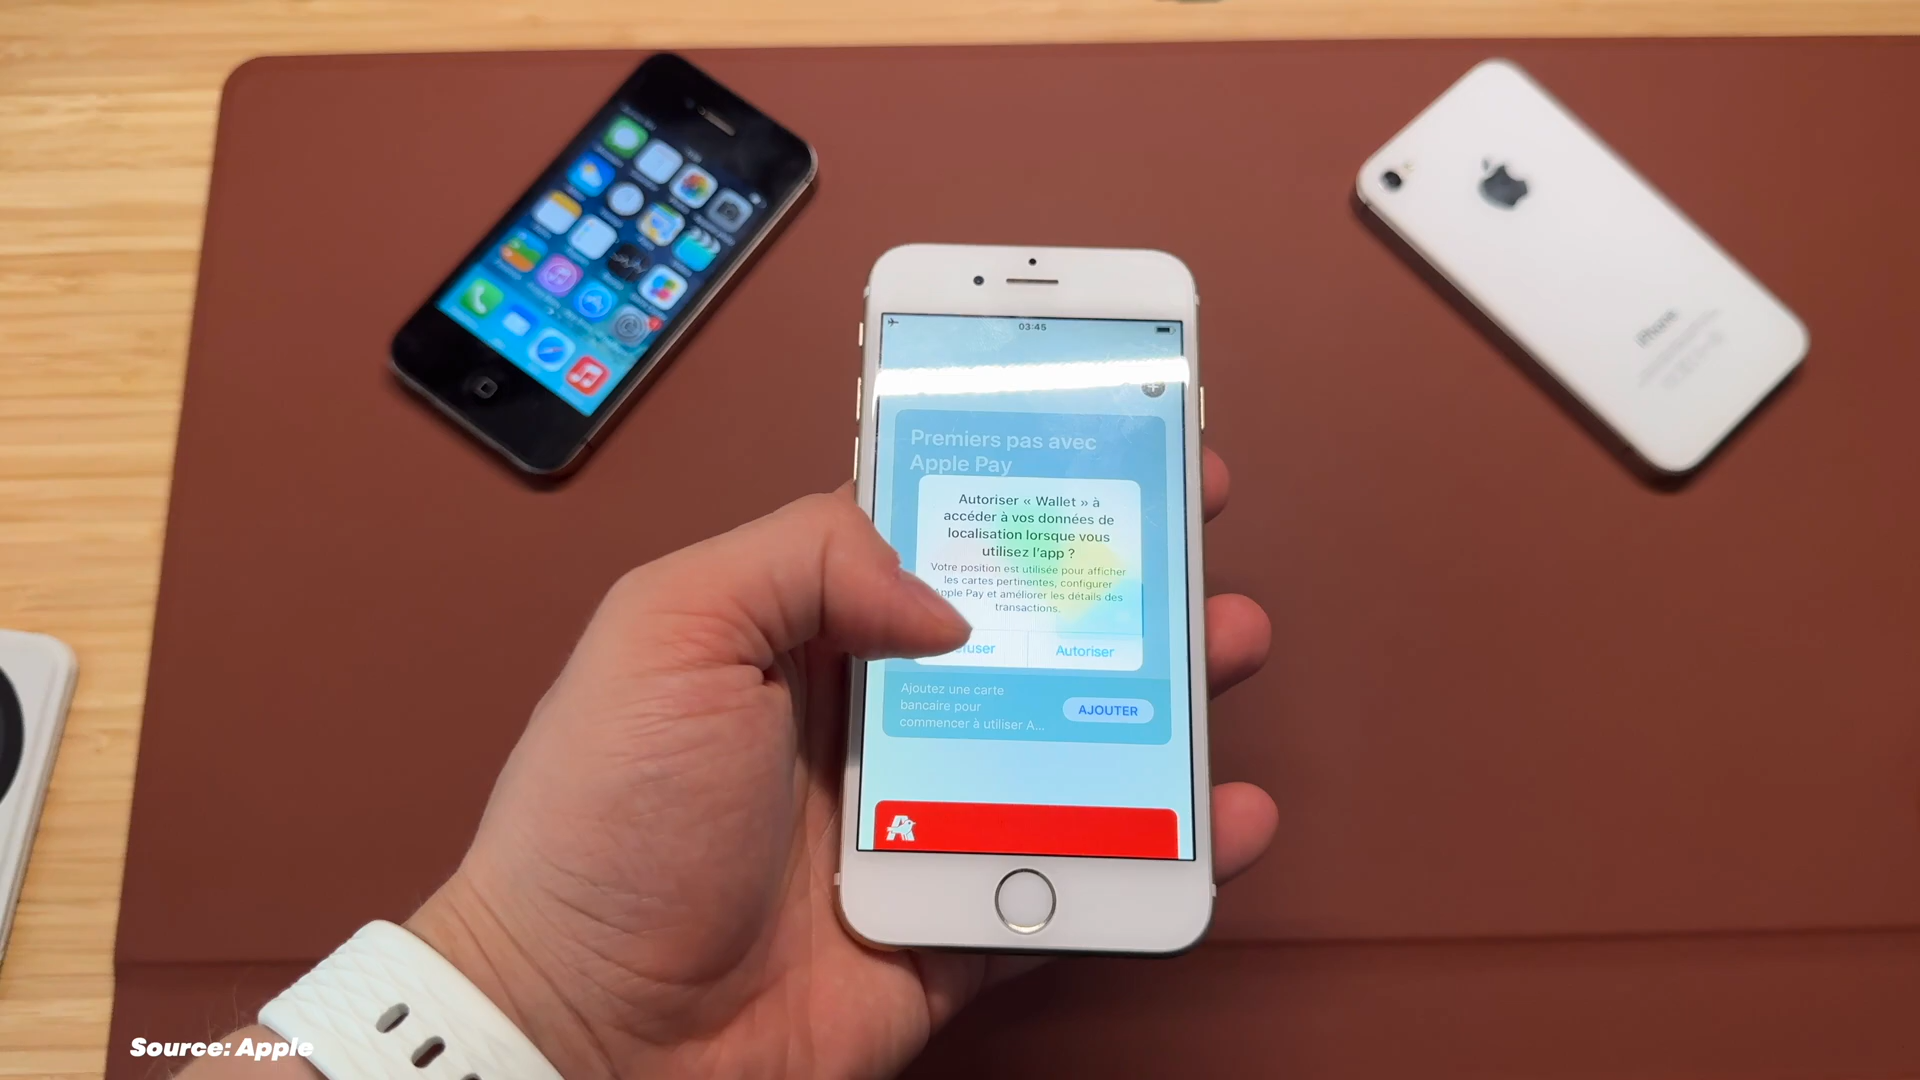 03:45
Premiers pas avec
Apple Pay
Autoriser « Wallet » à
accéder à vos données de
localisation lorsque vous
utilisez l'app ?
Votre position est utilisée pour afficher
les cartes pertinentes, configurer
Apple Pay et améliorer les détails des
transactions.
Autoriser
Ajoutez une carte
bancaire pour
commencer à utiliser A...
AJOUTER
iPhone
Source: Apple